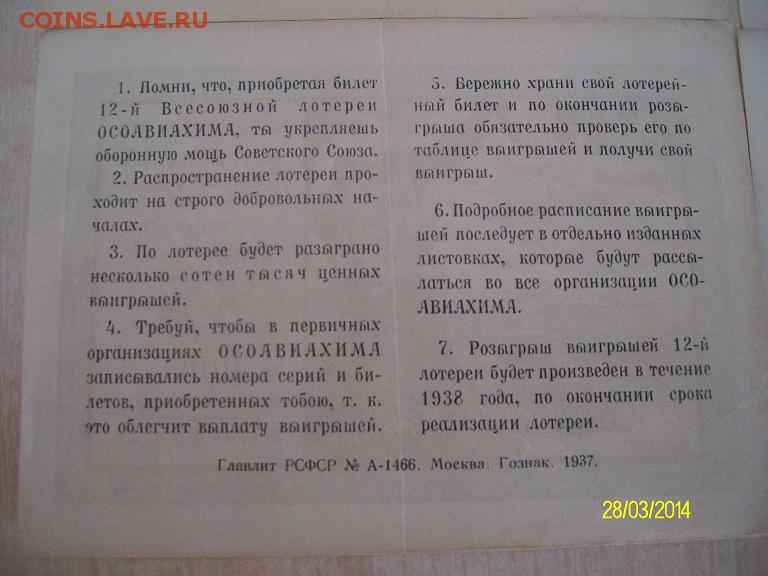 COINS.LAVE.RU
1. Помни, что, приобретая билет
12-й Всесоюзной лотереи
ОСОАВИАХИМА, ты укрепляешь
оборонную мощь Советского Союза.
2. Распространение лотереи про-
ходит на строго добровольных на-
чалах.
3. По лотерее будет разыграно
несколько сотен тысяч ценных
выигрышей.
4. Требуй, чтобы в первичных
организациях ОСОАВИАХИМА
записывались номера серий и би-
летов, приобретенных тобою, т. к.
это облегчит выплату выигрышей.
5. Бережно храни свой лотерей-
ный билет и по окончании розы-
грыша обязательно проверь его по
таблице выигрышей и получи свой
выигрыш.
6. Подробное расписание выигры-
шей последует в отдельно изданных
листовках, которые будут рассы-
латься во все организации ОСО-
АВИАХИМА.
7. Розыгрыш выигрышей 12-й
лотереи будет произведен в течение
1938 года, по окончании срока
реализации лотереи.
Главлит РСФСР № А-1466. Москва. Гознак. 1937.
28/03/2014